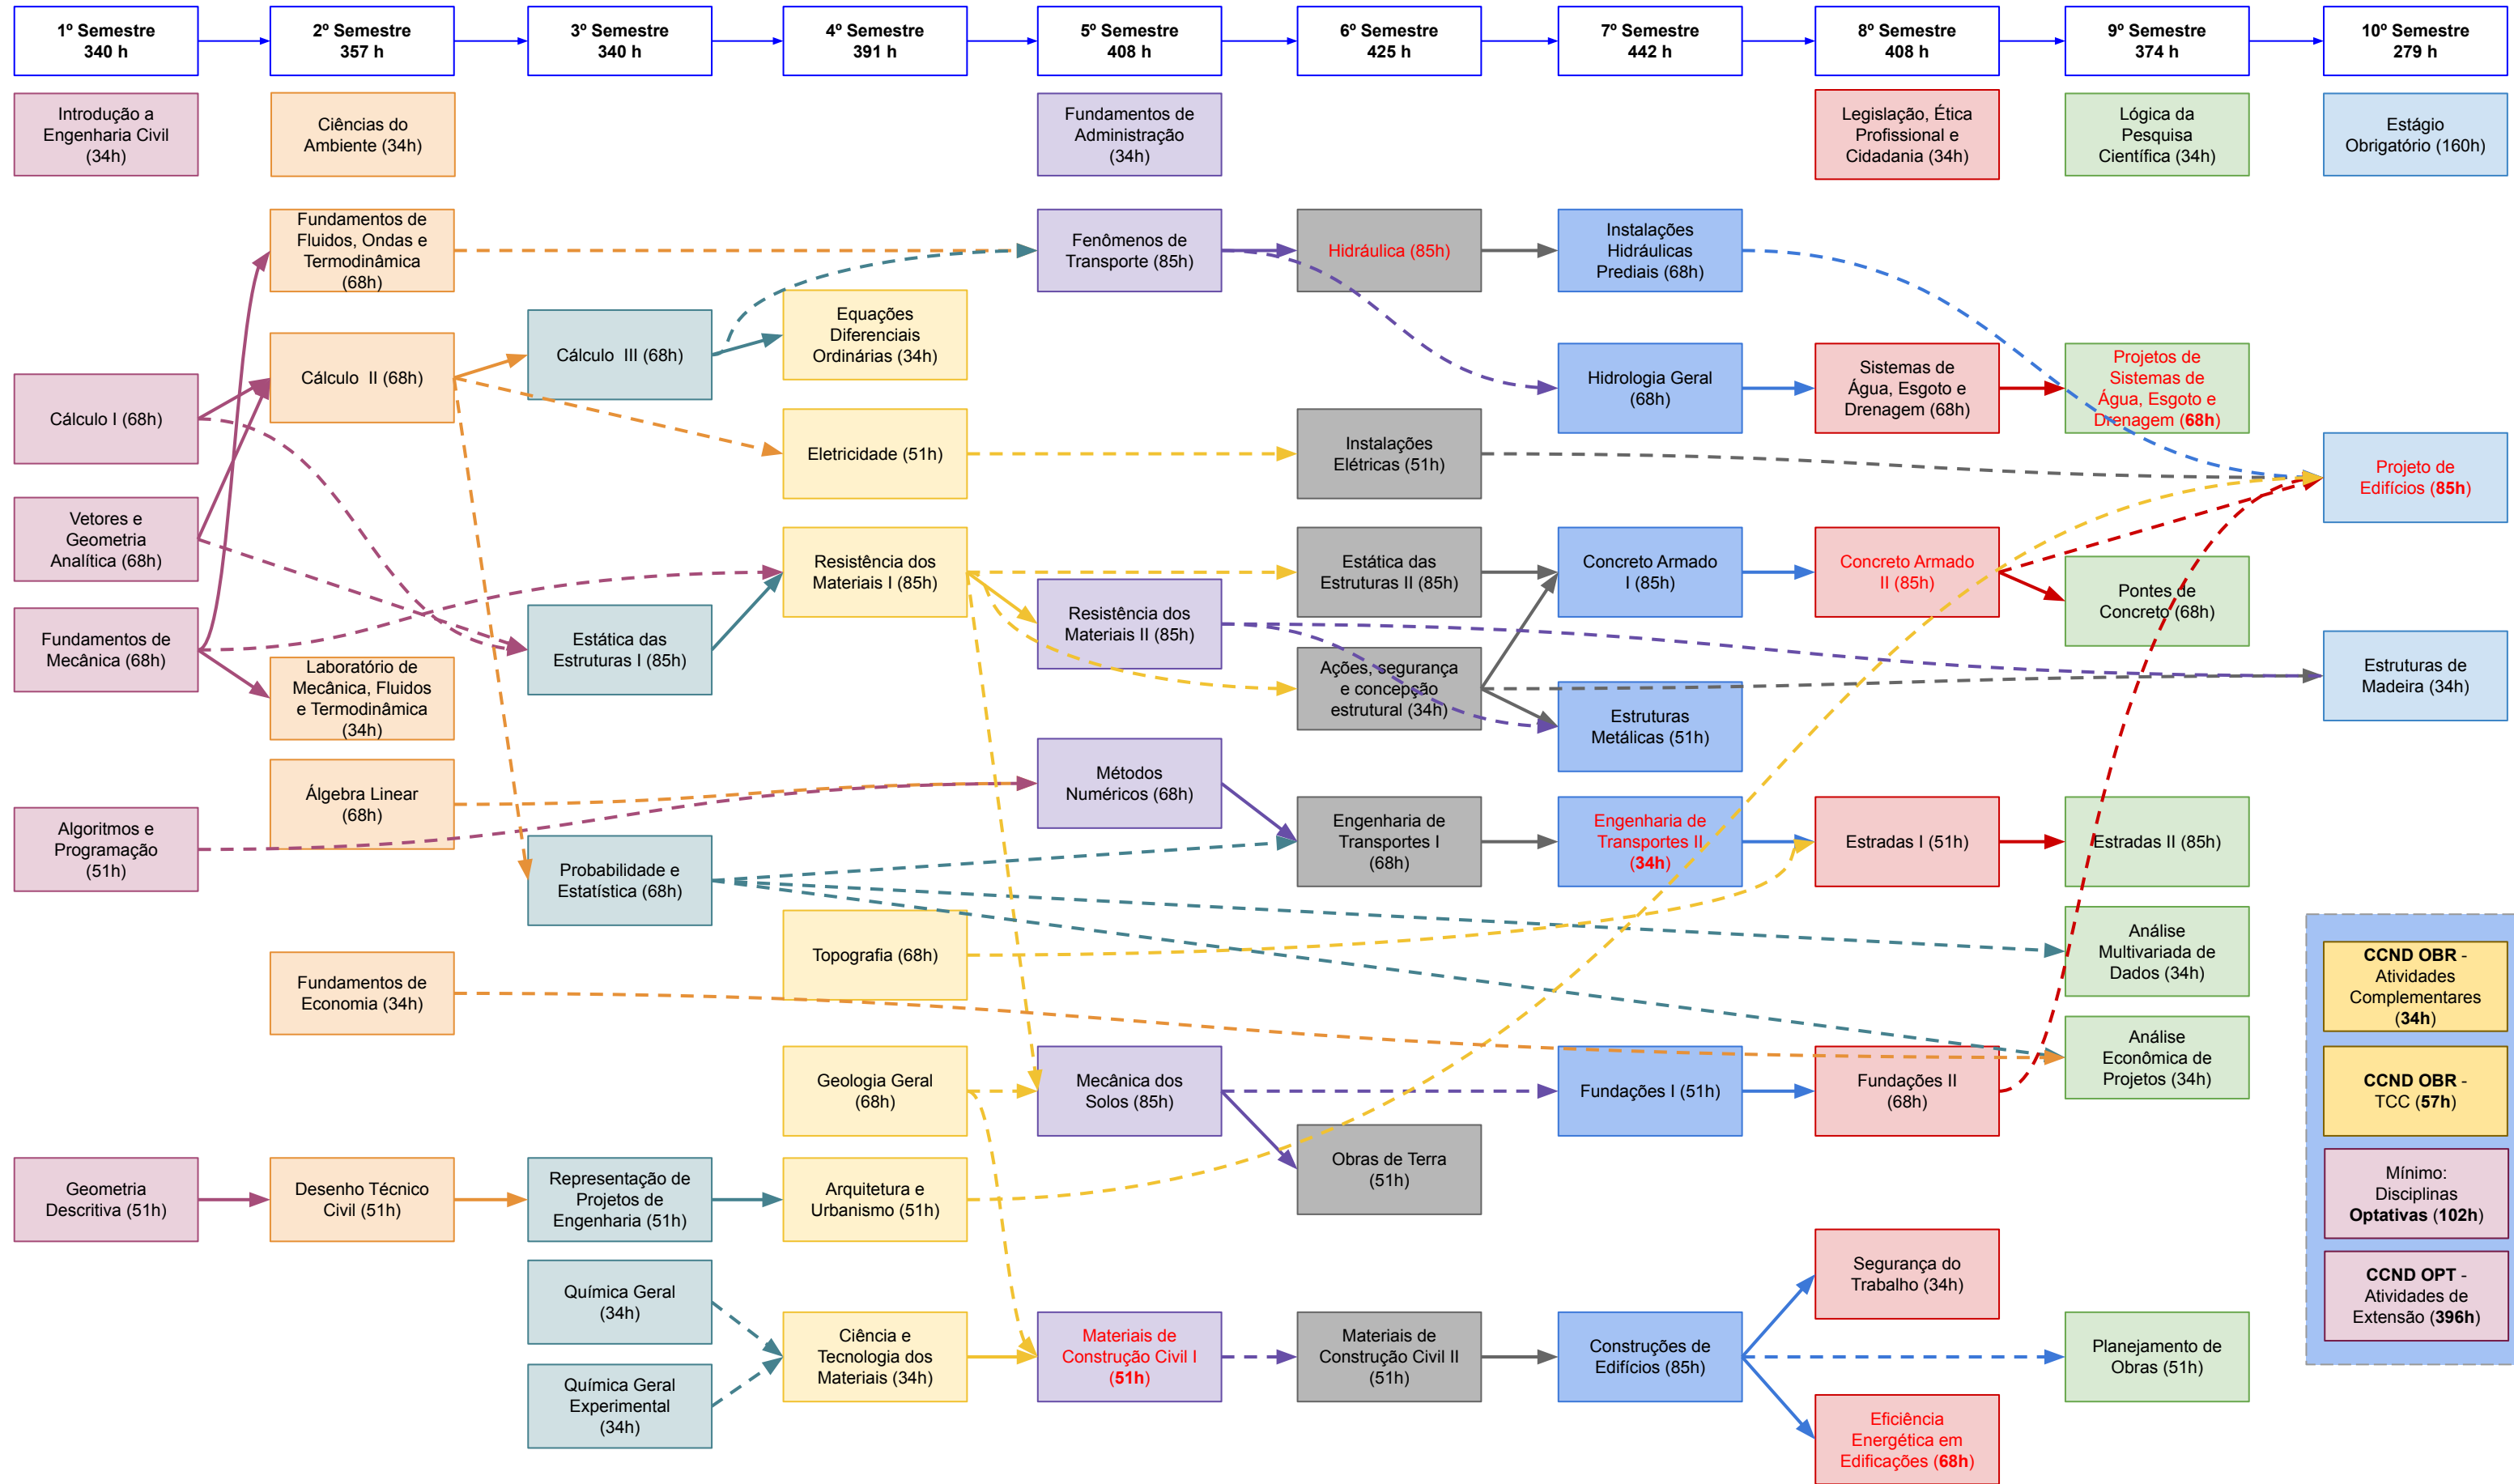 1º Semestre
340 h
2º Semestre
357 h
3º Semestre
340 h
4º Semestre
391 h
5º Semestre
408 h
6º Semestre
425 h
7º Semestre
442 h
8º Semestre
408 h
9º Semestre
374 h
10º Semestre
279 h
Introdução a
Engenharia Civil
(34h)
Ciências do
Ambiente (34h)
Fundamentos de
Administração
(34h)
Legislação, Ética
Profissional e
Cidadania (34h)
Lógica da
Pesquisa
Científica (34h)
Estágio
Obrigatório (160h)
Fundamentos de
Fluidos, Ondas e
Termodinâmica
(68h)
Fenômenos de
Transporte (85h)
Hidráulica (85h)
Instalações
Hidráulicas
Prediais (68h)
Cálculo I (68h)
Cálculo II (68h)
Cálculo III (68h)
Equações
Diferenciais
Ordinárias (34h)
Hidrologia Geral
(68h)
Sistemas de
Água, Esgoto e
Drenagem (68h)
Projetos de
Sistemas de
Água, Esgoto e
Drenagem (68h)
Eletricidade (51h)
Instalações
Elétricas (51h)
Projeto de
Edifícios (85h)
Vetores e
Geometria
Analítica (68h)
Resistência dos
Materiais I (85h)
Estática das
Estruturas II (85h)
Concreto Armado
I (85h)
Concreto Armado
II (85h)
Pontes de
Concreto (68h)
Fundamentos de
Mecânica (68h)
Laboratório de
Mecânica, Fluidos
e Termodinâmica
(34h)
Estática das
Estruturas I (85h)
Resistência dos
Materiais II (85h)
Ações, segurança
e concepção
estrutural (34h)
Estruturas
Metálicas (51h)
Estruturas de
Madeira (34h)
Algoritmos e
Programação
(51h)
Álgebra Linear
(68h)
Probabilidade e
Estatística (68h)
Métodos
Numéricos (68h)
Engenharia de
Transportes I
(68h)
Engenharia de
Transportes II
(34h)
Estradas I (51h)
Estradas II (85h)
Fundamentos de
Economia (34h)
Topografia (68h)
Análise
Multivariada de
Dados (34h)
CCND OBR -
Atividades
Complementares
(34h)
Geologia Geral
(68h)
Mecânica dos
Solos (85h)
Fundações I (51h)
Fundações II
(68h)
Análise
Econômica de
Projetos (34h)
CCND OBR -
TCC (57h)
Geometria
Descritiva (51h)
Desenho Técnico
Civil (51h)
Representação de
Projetos de
Engenharia (51h)
Arquitetura e
Urbanismo (51h)
Obras de Terra
(51h)
Mínimo:
Disciplinas
Optativas (102h)
Química Geral
(34h)
Segurança do
Trabalho (34h)
CCND OPT -
Atividades de
Extensão (396h)
Química Geral
Experimental
(34h)
Ciência e
Tecnologia dos
Materiais (34h)
Materiais de
Construção Civil I
(51h)
Materiais de
Construção Civil II
(51h)
Construções de
Edifícios (85h)
Planejamento de
Obras (51h)
Eficiência
Energética em
Edificações (68h)